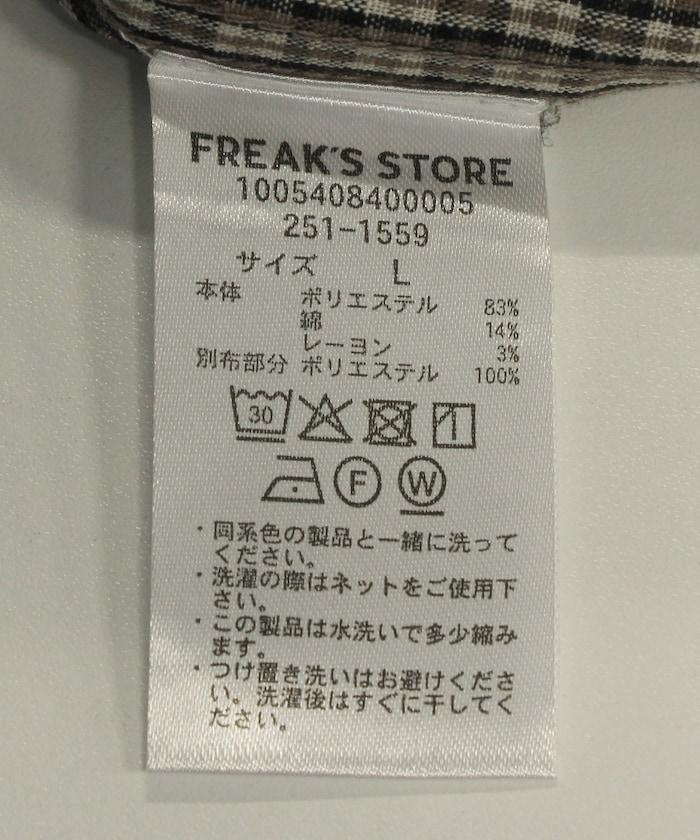 FREAK'S STORE
1005408400005
251-1559
サイズ L
本体 ポリエステル 83%
綿 14%
レーヨン 3%
別布部分 ポリエステル 100%
30
F W
・同系色の製品と一緒に洗って
ください。
・洗濯の際はネットをご使用下
さい。
・この製品は水洗いで多少縮み
ます。
・つけ置き洗いはお避けくださ
い。洗濯後はすぐに干してく
ださい。